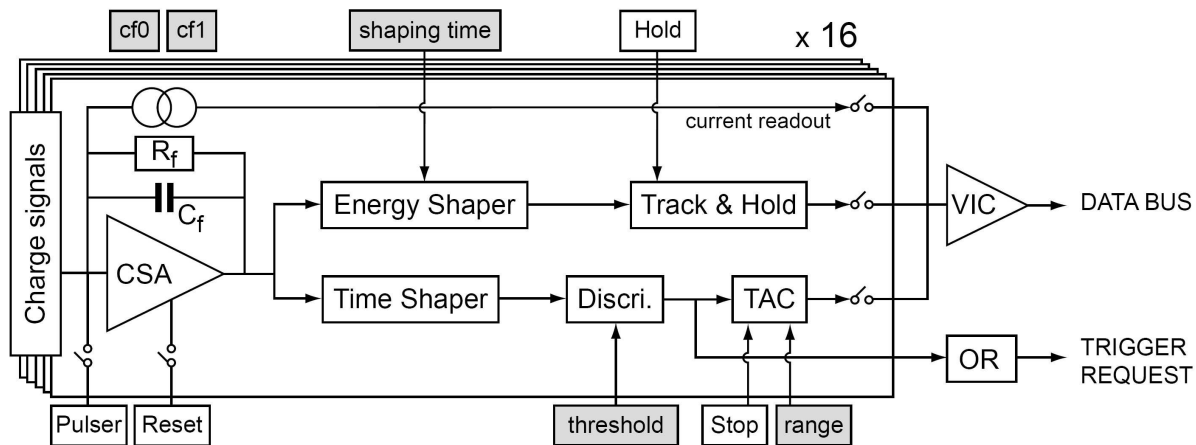 cf0
cf1
shaping time
Hold
x 16
current readout
Charge signals
Rf
Cf
CSA
Energy Shaper
Track & Hold
VIC
DATA BUS
Time Shaper
Discri.
TAC
OR
TRIGGER
REQUEST
Pulser
Reset
threshold
Stop
range